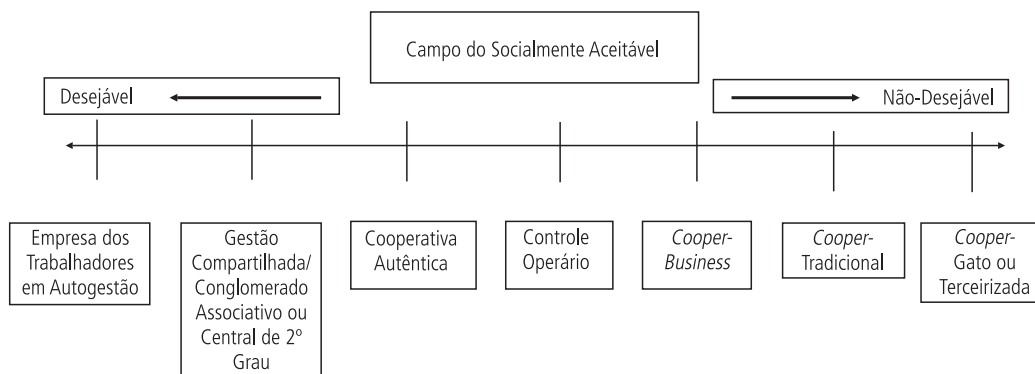 Campo do Socialmente Aceitável
Desejável
Não-Desejável
Empresa dos
Trabalhadores
em Autogestão
Gestão
Compartilhada/
Conglomerado
Associativo ou
Central de 2º
Grau
Cooperativa
Autêntica
Controle
Operário
Cooper-
Business
Cooper-
Tradicional
Cooper-
Gato ou
Terceirizada